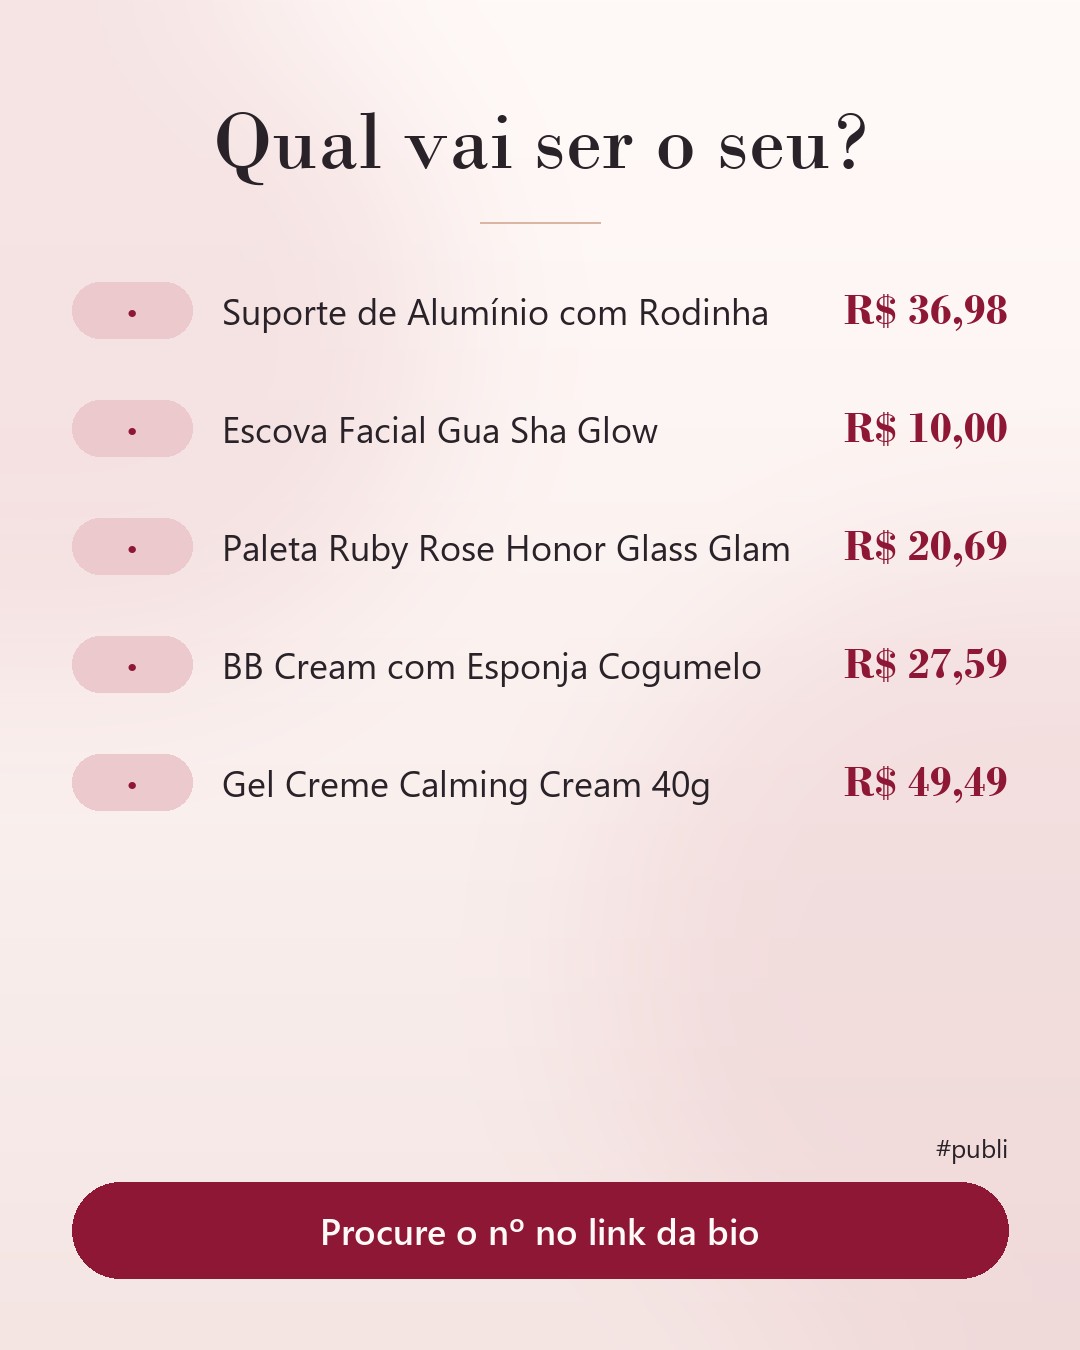 Qual vai ser o seu?
• Suporte de Alumínio com Rodinha R$ 36,98
• Escova Facial Gua Sha Glow R$ 10,00
• Paleta Ruby Rose Honor Glass Glam R$ 20,69
• BB Cream com Esponja Cogumelo R$ 27,59
• Gel Creme Calming Cream 40g R$ 49,49
#publi
Procure o nº no link da bio